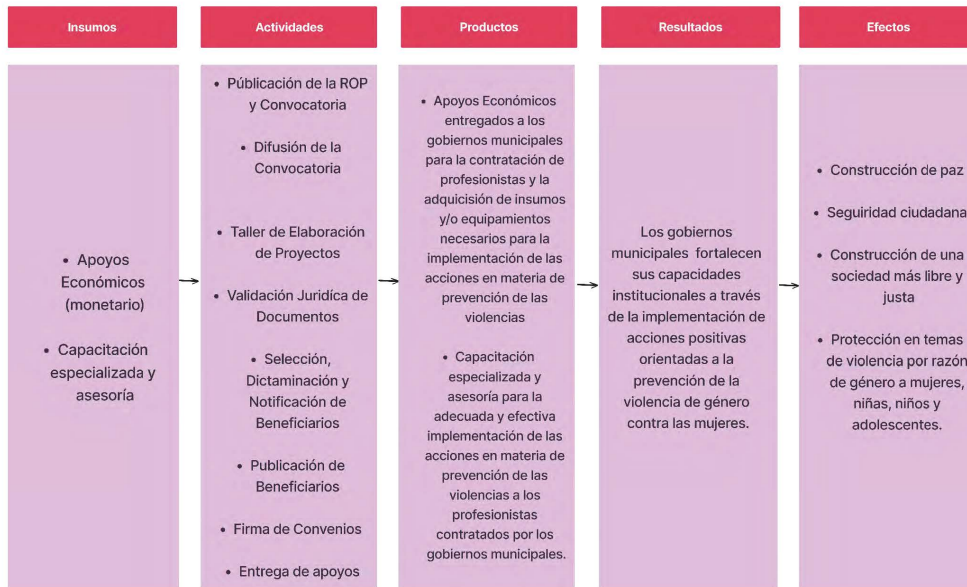 Insumos
Actividades
Productos
Resultados
Efectos
• Apoyos
Económicos
(monetario)
• Capacitación
especializada y
asesoría
• Públicación de la ROP
y Convocatoria
• Difusión de la
Convocatoria
• Taller de Elaboración
de Proyectos
• Validación Juridíca de
Documentos
• Selección,
Dictaminación y
Notificación de
Beneficiarios
• Publicación de
Beneficiarios
• Firma de Convenios
• Entrega de apoyos
• Apoyos Económicos
entregados a los
gobiernos municipales
para la contratación de
profesionistas y la
adquicisión de insumos
y/o equipamientos
necesarios para la
implementación de las
acciones en materia de
prevención de las
violencias
• Capacitación
especializada y
asesoría para la
adecuada y efectiva
implementación de las
acciones en materia de
prevención de las
violencias a los
profesionistas
contratados por los
gobiernos municipales.
Los gobiernos
municipales fortalecen
sus capacidades
institucionales a través
de la implementación de
acciones positivas
orientadas a la
prevención de la
violencia de género
contra las mujeres.
• Construcción de paz
• Seguiridad ciudadana
• Construcción de una
sociedad más libre y
justa
• Protección en temas
de violencia por razón
de género a mujeres,
niñas, niños y
adolescentes.